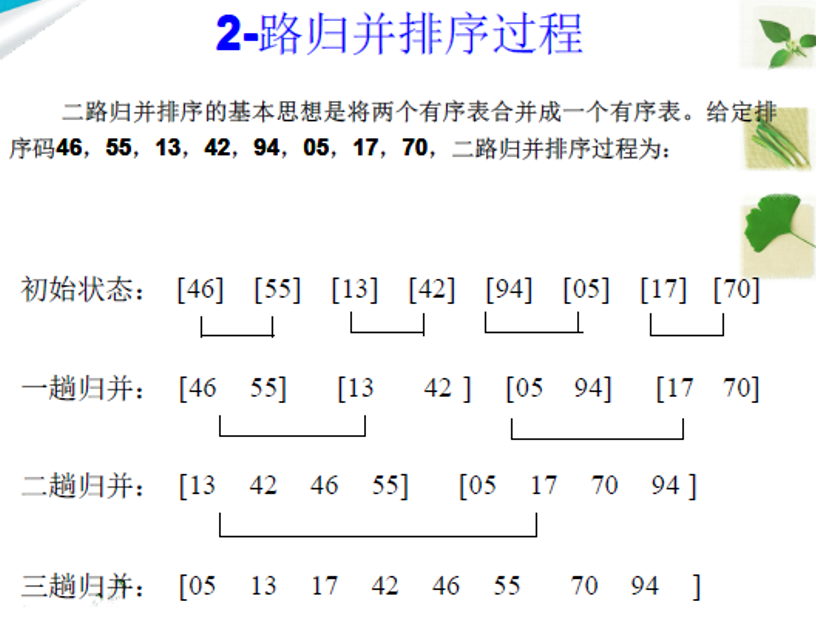 2-路归并排序过程
二路归并排序的基本思想是将两个有序表合并成一个有序表。给定排
序码46，55，13，42，94，05，17，70，二路归并排序过程为：
初始状态： [46] [55] [13] [42] [94] [05] [17] [70]
一趟归并： [46 55] [13 42 ] [05 94] [17 70]
二趟归并： [13 42 46 55] [05 17 70 94 ]
三趟归并： [05 13 17 42 46 55 70 94 ]